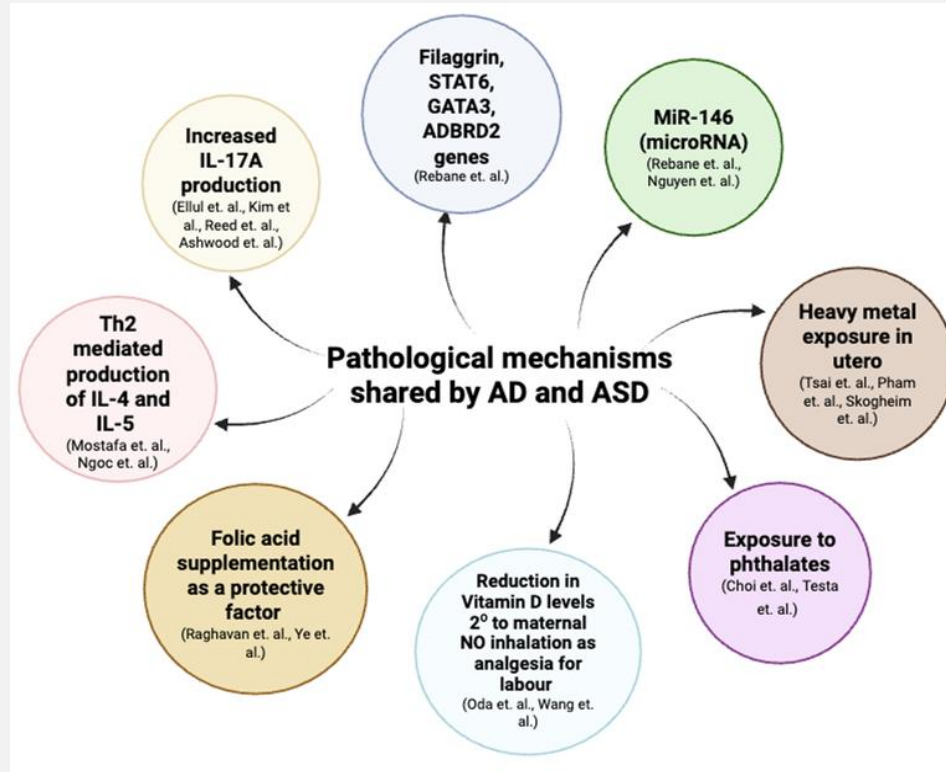 Filaggrin,
STAT6,
GATA3,
ADBRD2
genes
(Rebane et. al.)
MiR-146
(microRNA)
(Rebane et. al.,
Nguyen et. al.)
Increased
IL-17A
production
(Ellul et. al., Kim et
al., Reed et. al.,
Ashwood et. al.)
Heavy metal
exposure in
utero
(Tsai et. al., Pham
et. al., Skogheim
et. al.)
Th2
mediated
production
of IL-4 and
IL-5
(Mostafa et. al.,
Ngoc et. al.)
Pathological mechanisms
shared by AD and ASD
Folic acid
supplementation
as a protective
factor
(Raghavan et. al., Ye et.
al.)
Reduction in
Vitamin D levels
2º to maternal
NO inhalation as
analgesia for
labour
(Oda et. al., Wang et.
al.)
Exposure to
phthalates
(Choi et. al., Testa
et. al.)